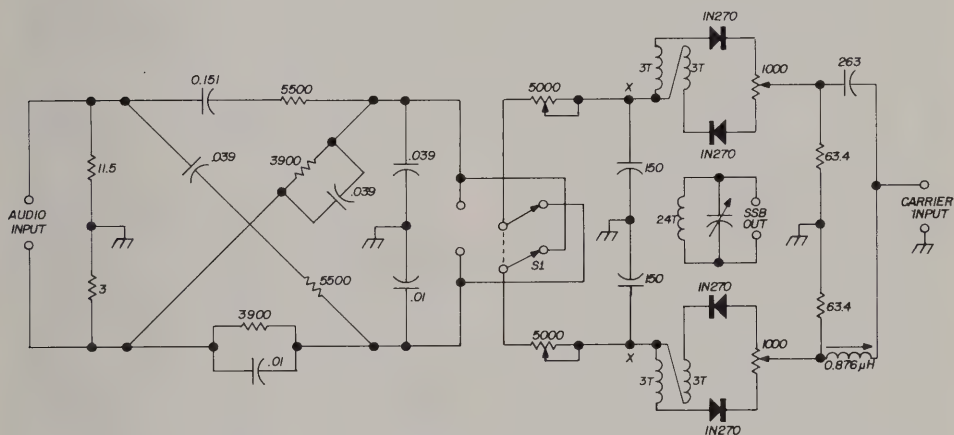 IN270
0.151
5500
11.5
.039
3900
.039
.039
AUDIO
INPUT
3
5500
.01
3900
.01
S1
5000
5000
X
X
150
150
3T
3T
IN270
1000
263
63.4
24T
SSB
OUT
CARRIER
INPUT
IN270
3T
3T
1000
63.4
0.876 µH
IN270